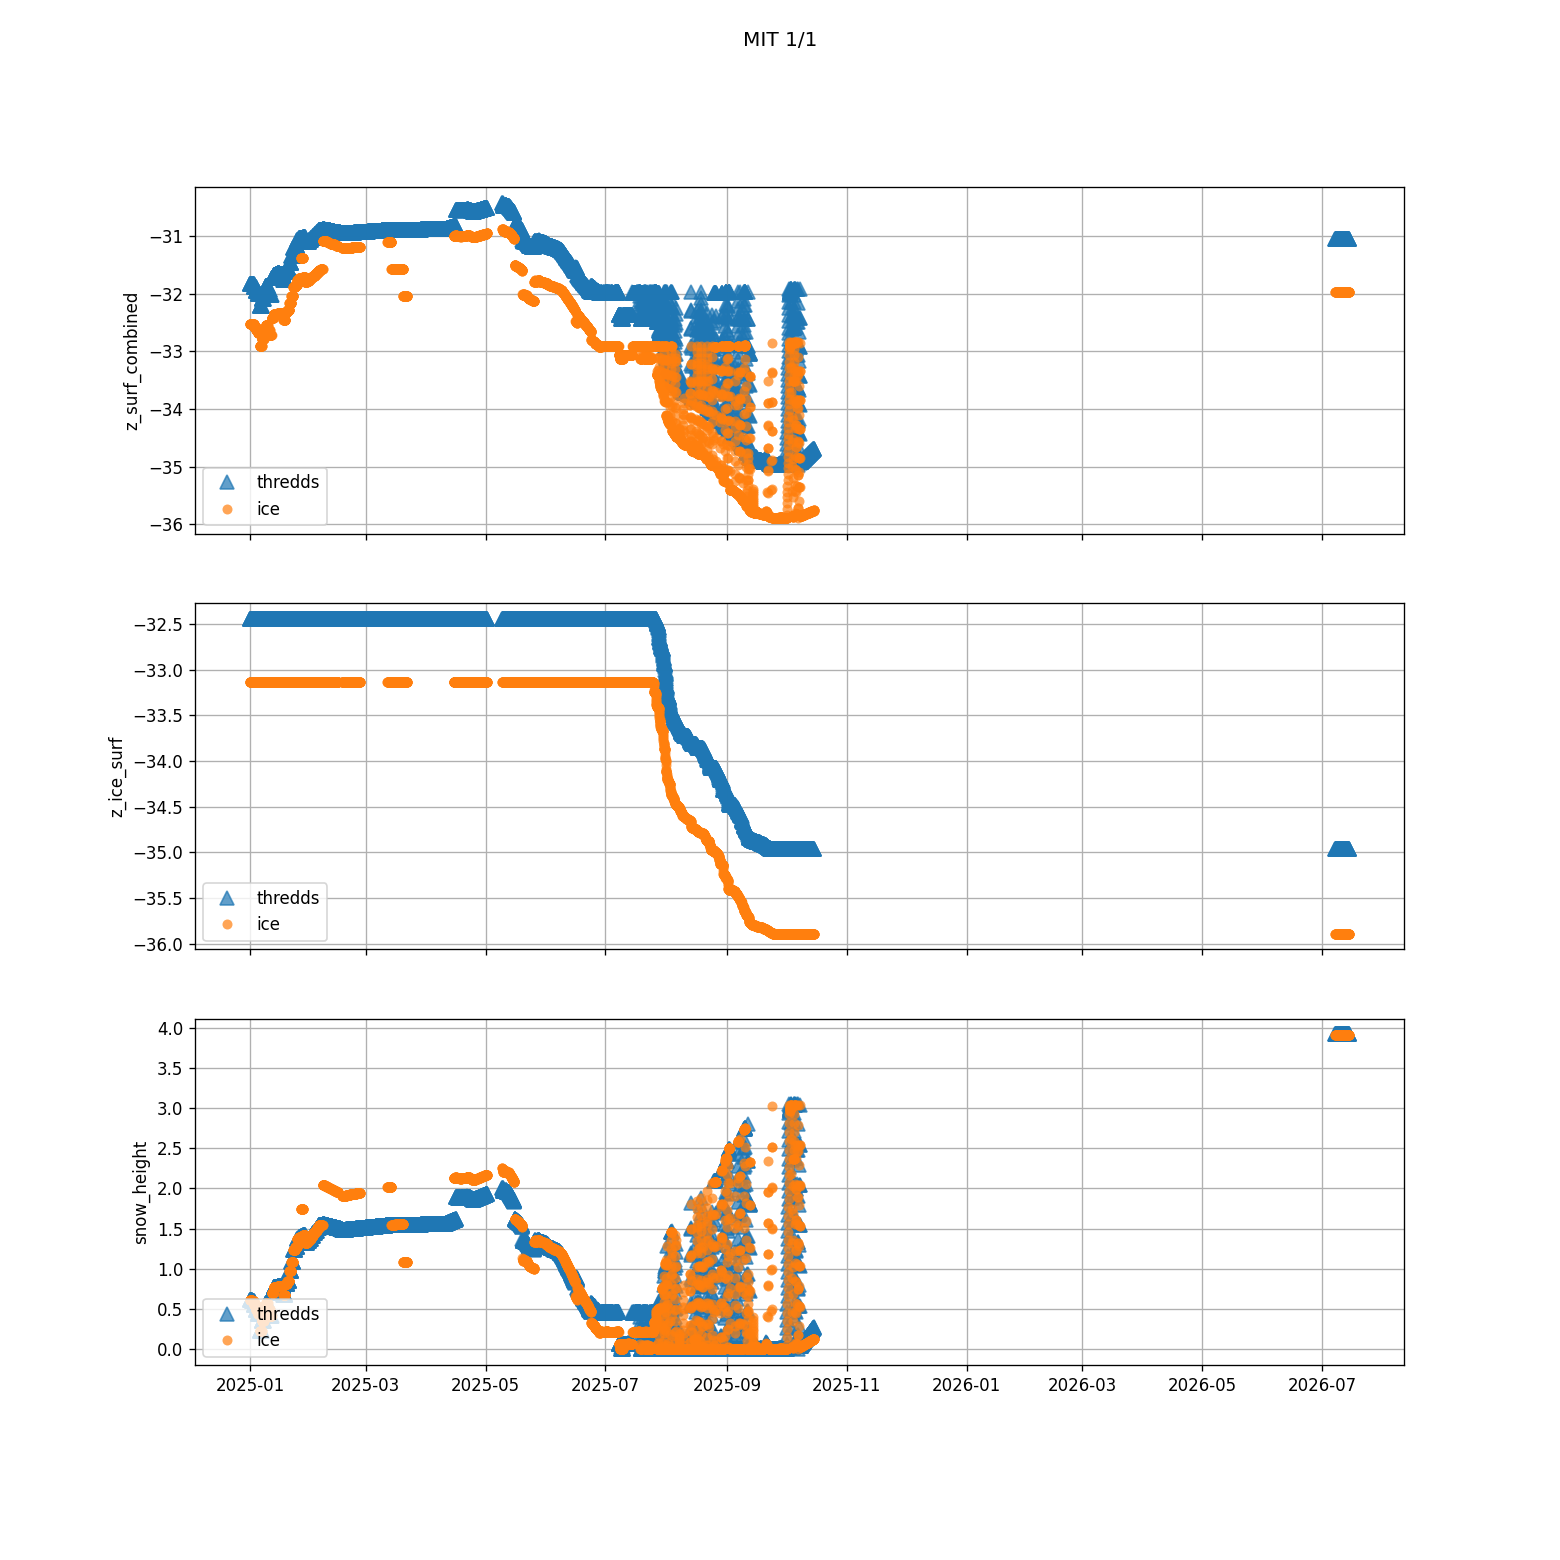 MIT 1/1
−31
−32
−33
−34
−35
−36
z_surf_combined
thredds
ice
−32.5
−33.0
−33.5
−34.0
−34.5
−35.0
−35.5
−36.0
z_ice_surf
thredds
ice
4.0
3.5
3.0
2.5
2.0
1.5
1.0
0.5
0.0
snow_height
thredds
ice
2025-01 2025-03 2025-05 2025-07 2025-09 2025-11 2026-01 2026-03 2026-05 2026-07